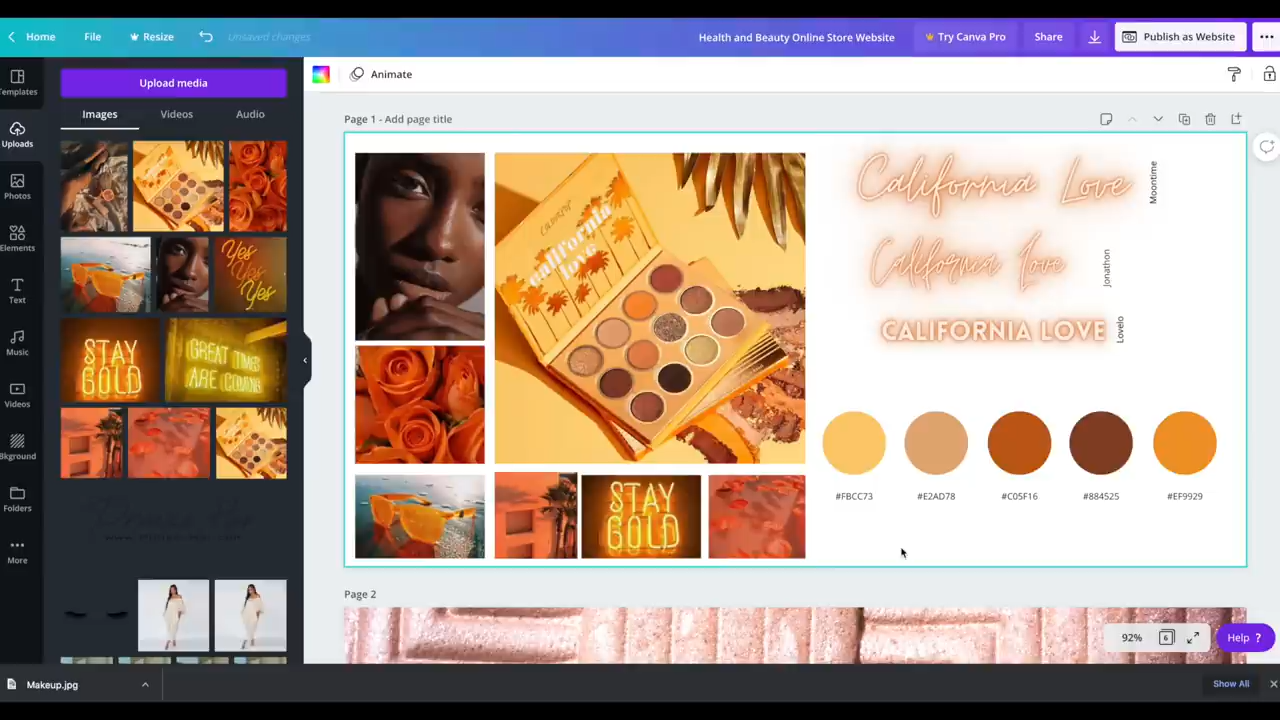 Home
File
Resize
Unsaved changes
Health and Beauty Online Store Website
Try Canva Pro
Share
Publish as Website
Templates
Uploads
Photos
Elements
Text
Music
Videos
Bkground
Folders
More
Upload media
Images
Videos
Audio
Yes
Yes
Yes
STAY
GOLD
GREAT TIMES
ARE COMING
Animate
Page 1 - Add page title
COLOURPOP
california
love
STAY
GOLD
California Love
Moontime
California Love
Jonathon
CALIFORNIA LOVE
Lovelo
#FBCC73
#E2AD78
#C05F16
#884525
#EF9929
Page 2
92%
6
Help ?
Makeup.jpg
Show All